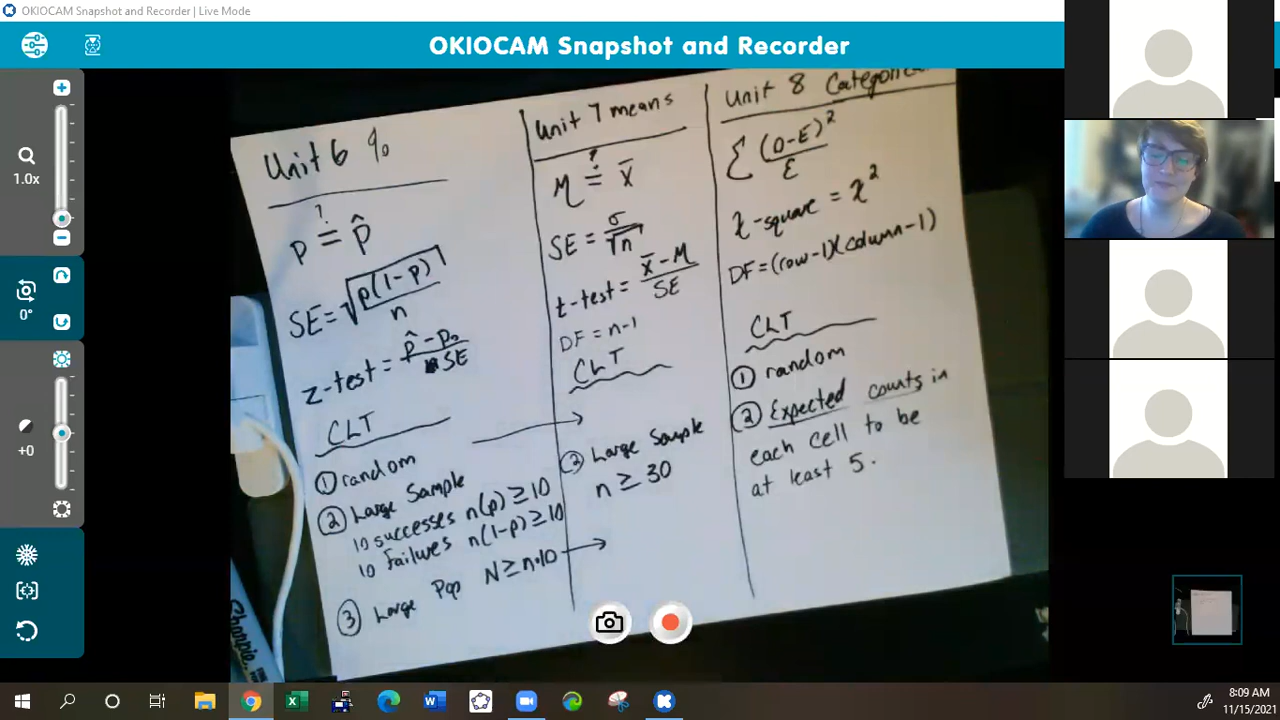 OKIOCAM Snapshot and Recorder | Live Mode
OKIOCAM Snapshot and Recorder
1.0x
0°
+0
Unit 6 %
p ≟ p̂
SE = √(p(1-p)/n)
z-test = (p̂ - p₀)/SE
CLT
① random
② Large Sample
10 successes n(p) ≥ 10
10 Failures n(1-p) ≥ 10
③ Large Pop N ≥ n·10
Unit 7 means
M ≟ x̄
SE = σ/√n
t-test = (x̄ - M)/SE
DF = n-1
CLT
② Large Sample
n ≥ 30
Unit 8
Σ (O-E)²/E
χ-square = χ²
DF = (row-1)(column-1)
CLT
① random
② Expected counts in
each cell to be
at least 5.
Sharpie
8:09 AM
11/15/2021